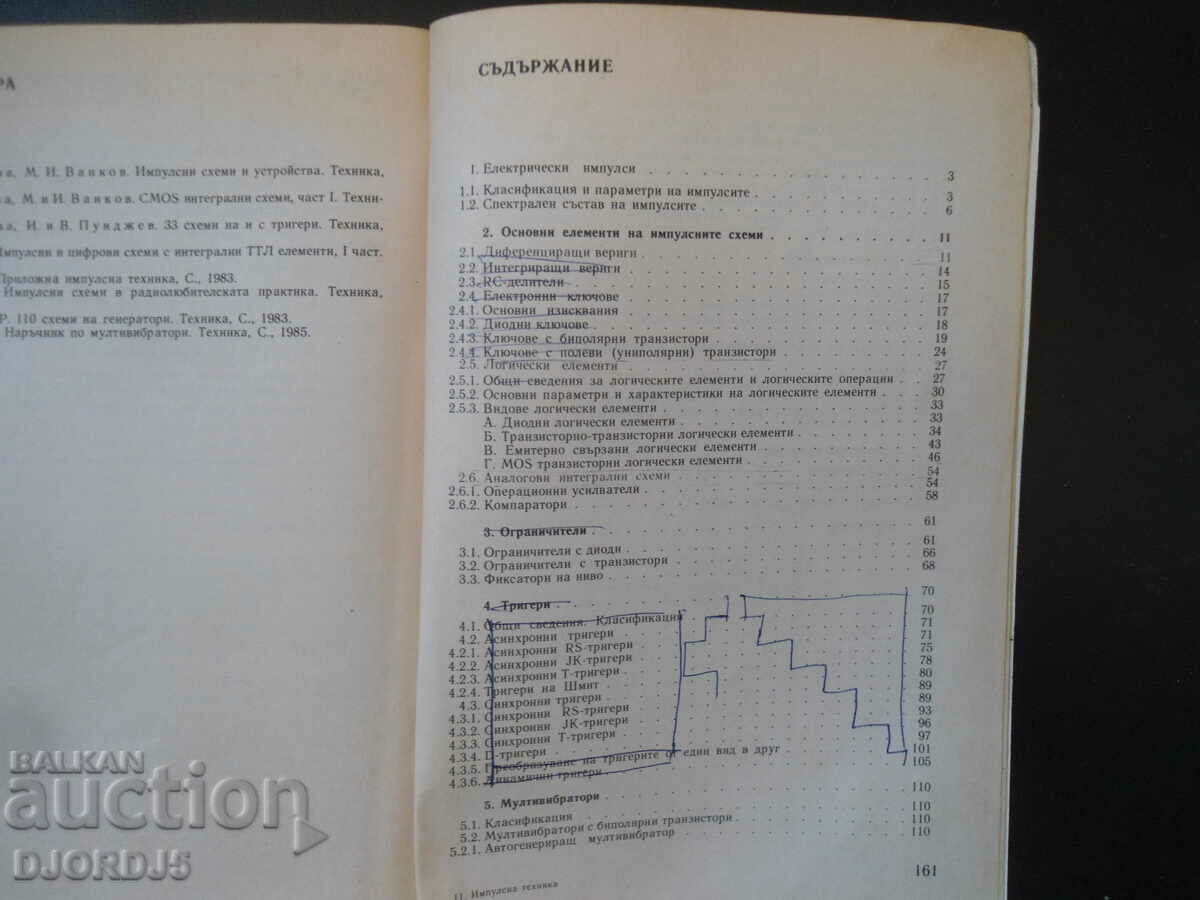 РА
ва, М. И. Ванков. Импулсни схеми и устройства. Техника,
ва, М. и И. Ванков. CMOS интегрални схеми, част I. Техни-
ва, И. и В. Пунджев. 33 схеми на и с тригери. Техника,
Импулсни и цифрови схеми с интегрални ТТЛ елементи, I част.
Приложна импулсна техника, С., 1983.
Импулсни схеми в радиолюбителската практика. Техника,
Р. 110 схеми на генератори. Техника, С., 1983.
Наръчник по мултивибратори. Техника, С., 1985.
СЪДЪРЖАНИЕ
1. Електрически импулси . . . 3
1.1. Класификация и параметри на импулсите . . . 3
1.2. Спектрален състав на импулсите . . . 6
2. Основни елементи на импулсните схеми . . . 11
2.1. Диференциращи вериги . . . 11
2.2. Интегриращи вериги . . . 14
2.3. RC-делители . . . 15
2.4. Електронни ключове . . . 17
2.4.1. Основни изисквания . . . 17
2.4.2. Диодни ключове . . . 18
2.4.3. Ключове с биполярни транзистори . . . 19
2.4.4. Ключове с полеви (униполярни) транзистори . . . 24
2.5. Логически елементи . . . 27
2.5.1. Общи сведения за логическите елементи и логическите операции . . 27
2.5.2. Основни параметри и характеристики на логическите елементи . . . 30
2.5.3. Видове логически елементи . . . 33
А. Диодни логически елементи . . . 33
Б. Транзисторно-транзисторни логически елементи . . . 34
В. Емитерно свързани логически елементи . . . 43
Г. MOS транзисторни логически елементи . . . 46
2.6. Аналогови интегрални схеми . . . 54
2.6.1. Операционни усилватели . . . 54
2.6.2. Компаратори . . . 58
3. Ограничители . . . 61
3.1. Ограничители с диоди . . . 61
3.2. Ограничители с транзистори . . . 66
3.3. Фиксатори на ниво . . . 68
4. Тригери . . . 70
4.1. Общи сведения. Класификации . . . 70
4.2. Асинхронни тригери . . . 71
4.2.1. Асинхронни RS-тригери . . . 71
4.2.2. Асинхронни JK-тригери . . . 75
4.2.3. Асинхронни Т-тригери . . . 78
4.2.4. Тригери на Шмит . . . 80
4.3. Синхронни тригери . . . 89
4.3.1. Синхронни RS-тригери . . . 89
4.3.2. Синхронни JK-тригери . . . 93
4.3.3. Синхронни Т-тригери . . . 96
4.3.4. D-тригери . . . 97
4.3.5. Преобразуване на тригерите от един вид в друг . . . 101
4.3.6. Динамични тригери . . . 105
5. Мултивибратори . . . 110
5.1. Класификация . . . 110
5.2. Мултивибратори с биполярни транзистори . . . 110
5.2.1. Автогенериращ мултивибратор . . . 110
161
11. Импулсна техника
BALKAN
auction
DJORDJ5